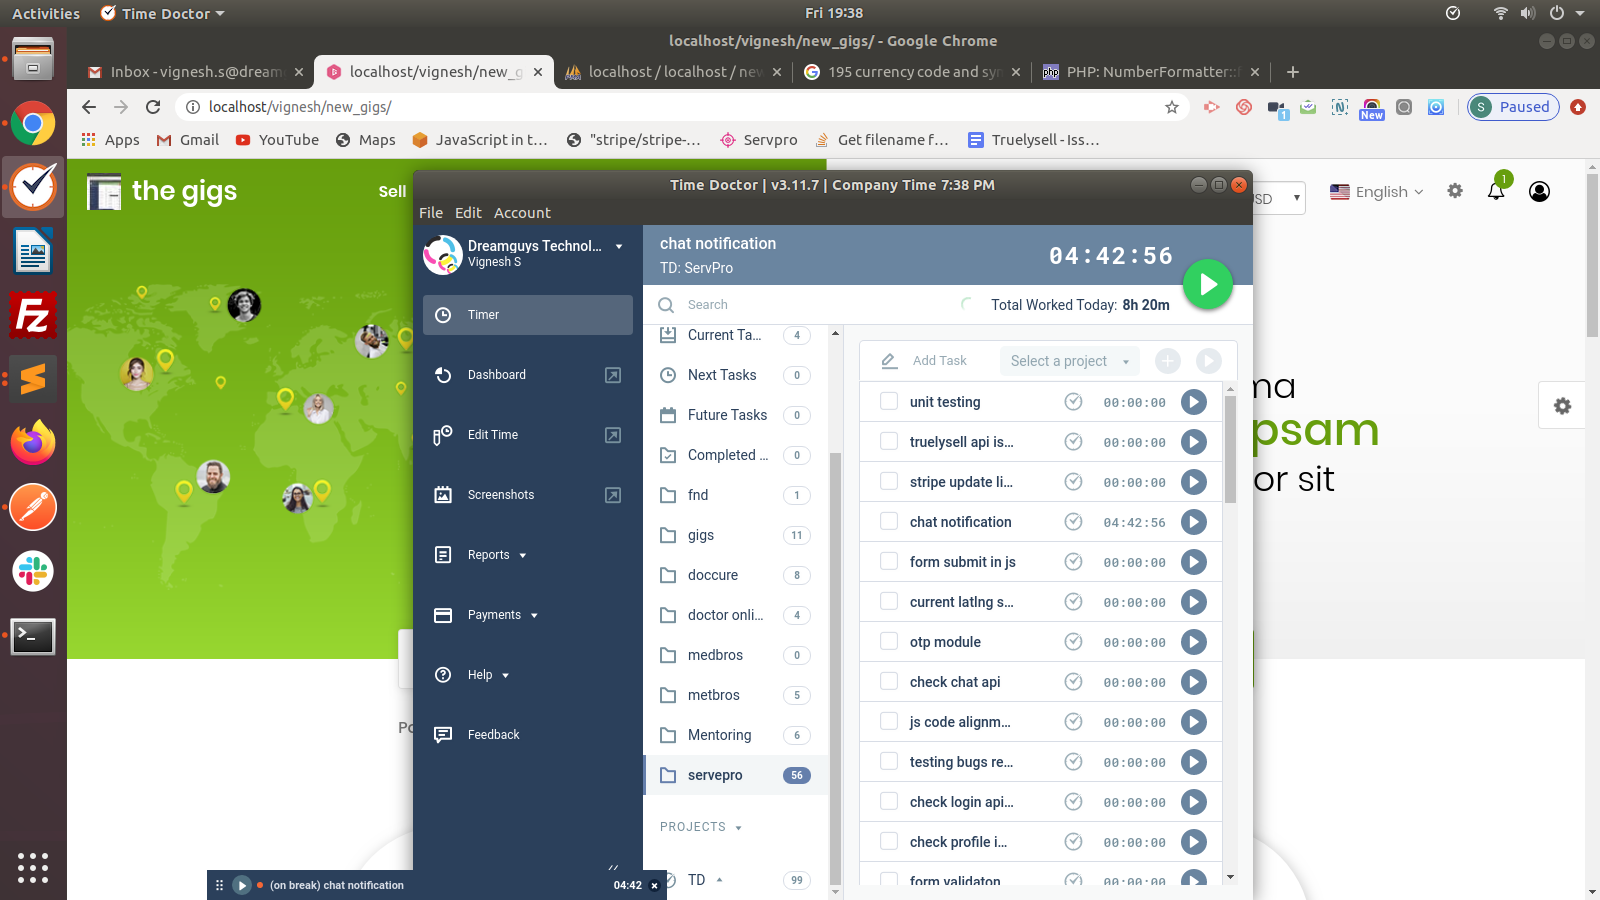 Activities
Time Doctor
Fri 19:38
localhost/vignesh/new_gigs/ - Google Chrome
Inbox - vignesh.s@dream
localhost/vignesh/new_g
localhost / localhost / new
195 currency code and sym
PHP: NumberFormatter::
localhost/vignesh/new_gigs/
1
New
S
Paused
Apps
Gmail
YouTube
Maps
JavaScript in t...
"stripe/stripe-...
Servpro
Get filename f...
Truelysell - Iss...
the gigs
Sell
SD
English
1
Time Doctor | v3.11.7 | Company Time 7:38 PM
File Edit Account
Dreamguys Technol...
Vignesh S
Timer
Dashboard
Edit Time
Screenshots
Reports
Payments
Help
Feedback
chat notification
TD: ServPro
04:42:56
Search
Total Worked Today: 8h 20m
Current Ta... 4
Next Tasks 0
Future Tasks 0
Completed ... 0
fnd 1
gigs 11
doccure 8
doctor onli... 4
medbros 0
metbros 5
Mentoring 6
servepro 56
PROJECTS
TD 99
Add Task
Select a project
unit testing 00:00:00
truelysell api is... 00:00:00
stripe update li... 00:00:00
chat notification 04:42:56
form submit in js 00:00:00
current latlng s... 00:00:00
otp module 00:00:00
check chat api 00:00:00
js code alignm... 00:00:00
testing bugs re... 00:00:00
check login api... 00:00:00
check profile i... 00:00:00
form validaton 00:00:00
ma
psam
or sit
Po
(on break) chat notification
04:42